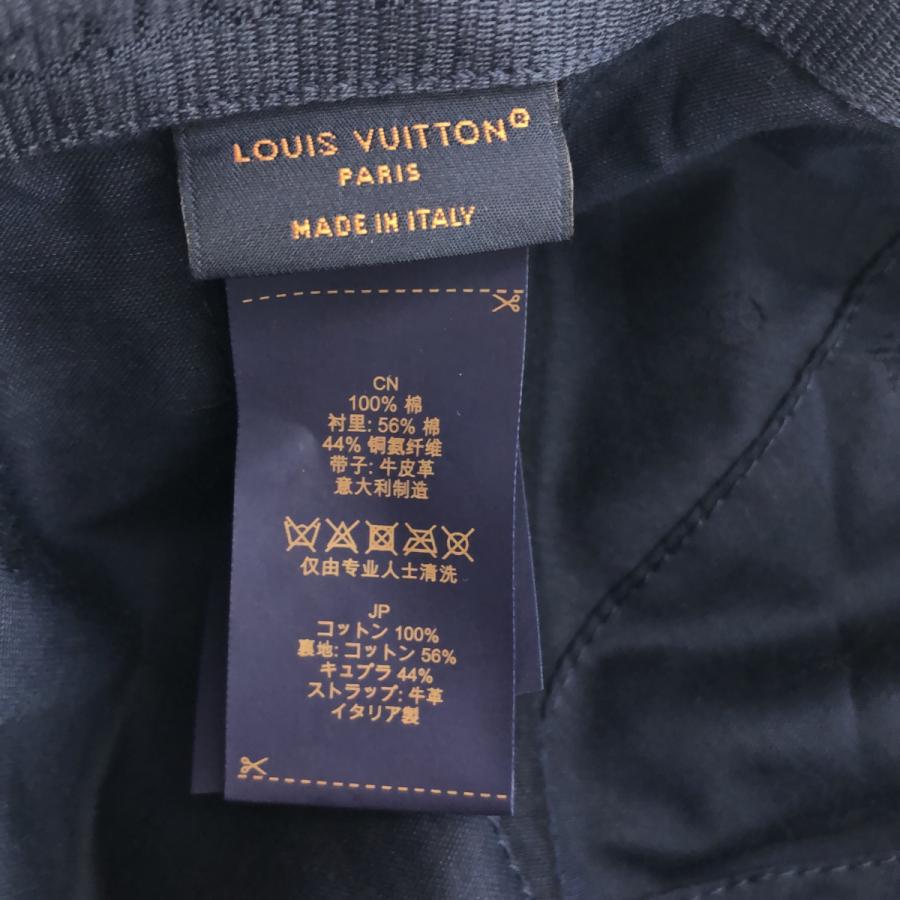 LOUIS VUITTON®
PARIS
MADE IN ITALY
CN
100% 棉
衬里: 56% 棉
44% 铜氨纤维
带子: 牛皮革
意大利制造
仅由专业人士清洗
JP
コットン 100%
裏地: コットン 56%
キュプラ 44%
ストラップ: 牛革
イタリア製